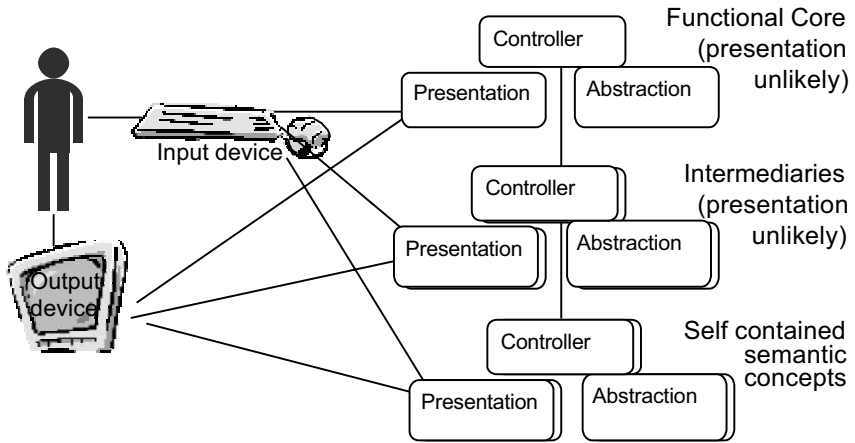 Functional Core
(presentation
unlikely)
Controller
Presentation
Abstraction
Input device
Intermediaries
(presentation
unlikely)
Controller
Presentation
Abstraction
Output
device
Self contained
semantic
concepts
Controller
Presentation
Abstraction